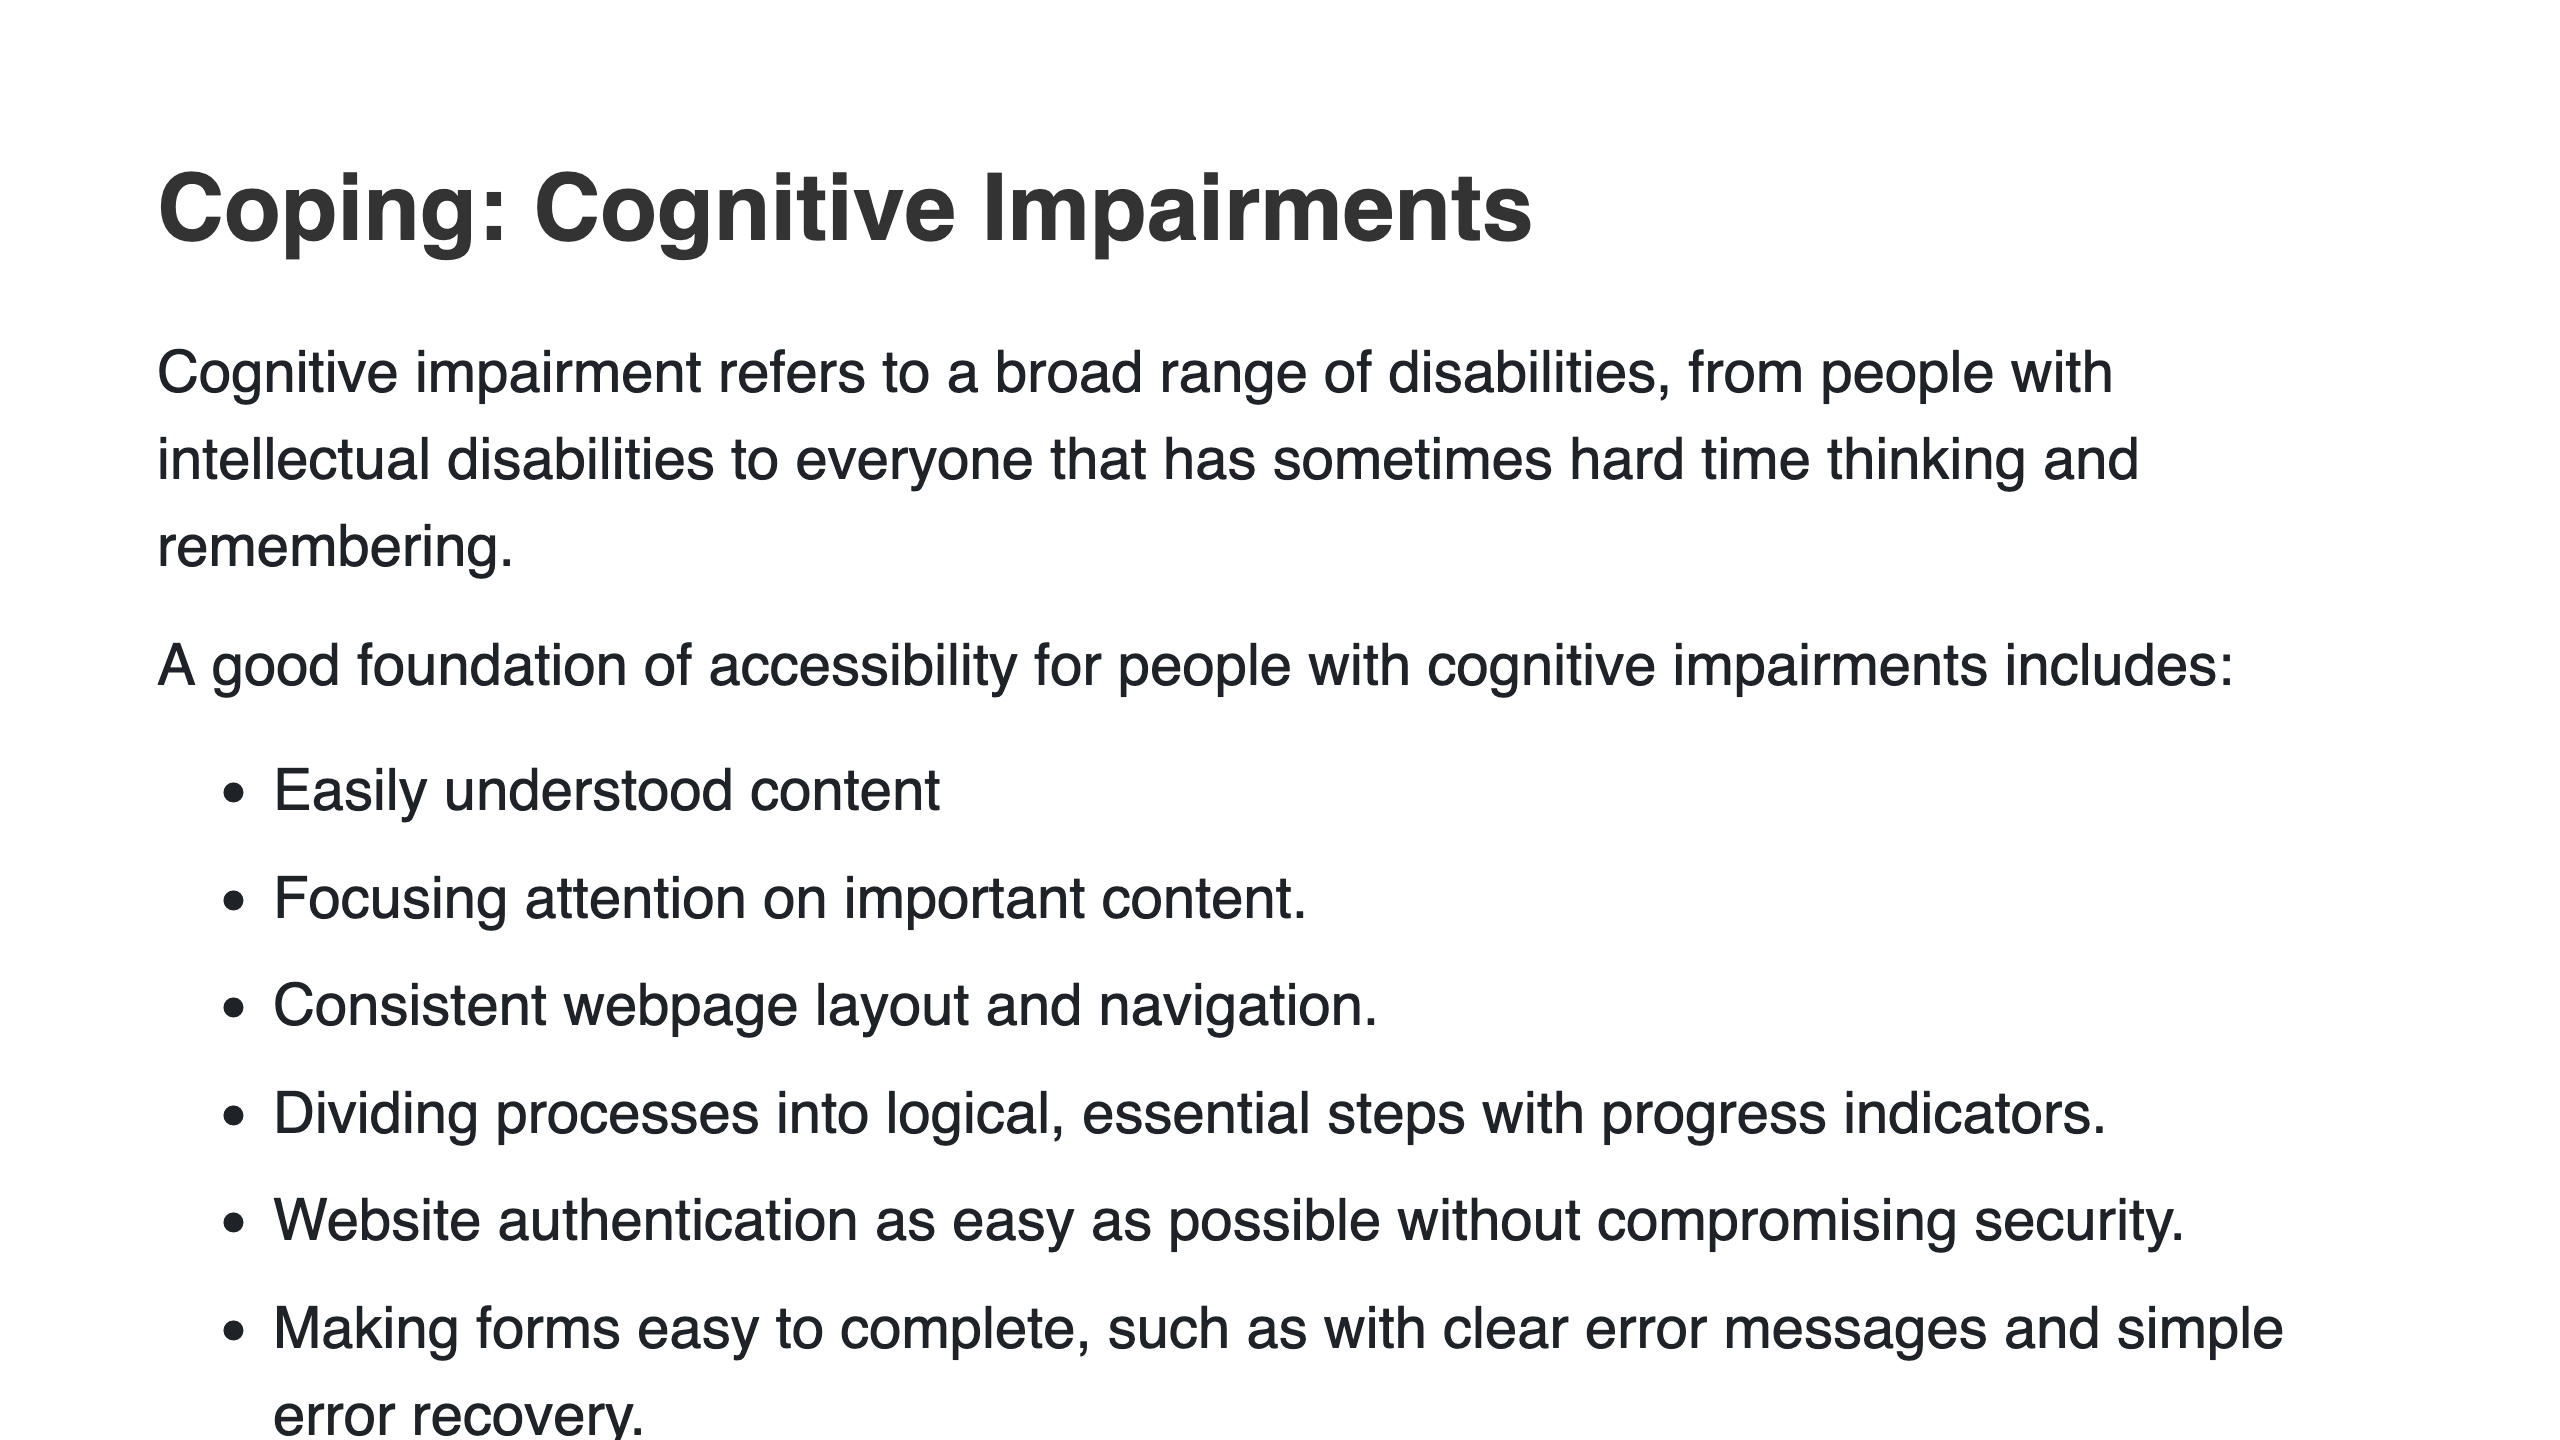 Coping: Cognitive Impairments
Cognitive impairment refers to a broad range of disabilities, from people with
intellectual disabilities to everyone that has sometimes hard time thinking and
remembering.
A good foundation of accessibility for people with cognitive impairments includes:
• Easily understood content
• Focusing attention on important content.
• Consistent webpage layout and navigation.
• Dividing processes into logical, essential steps with progress indicators.
• Website authentication as easy as possible without compromising security.
• Making forms easy to complete, such as with clear error messages and simple
error recovery.